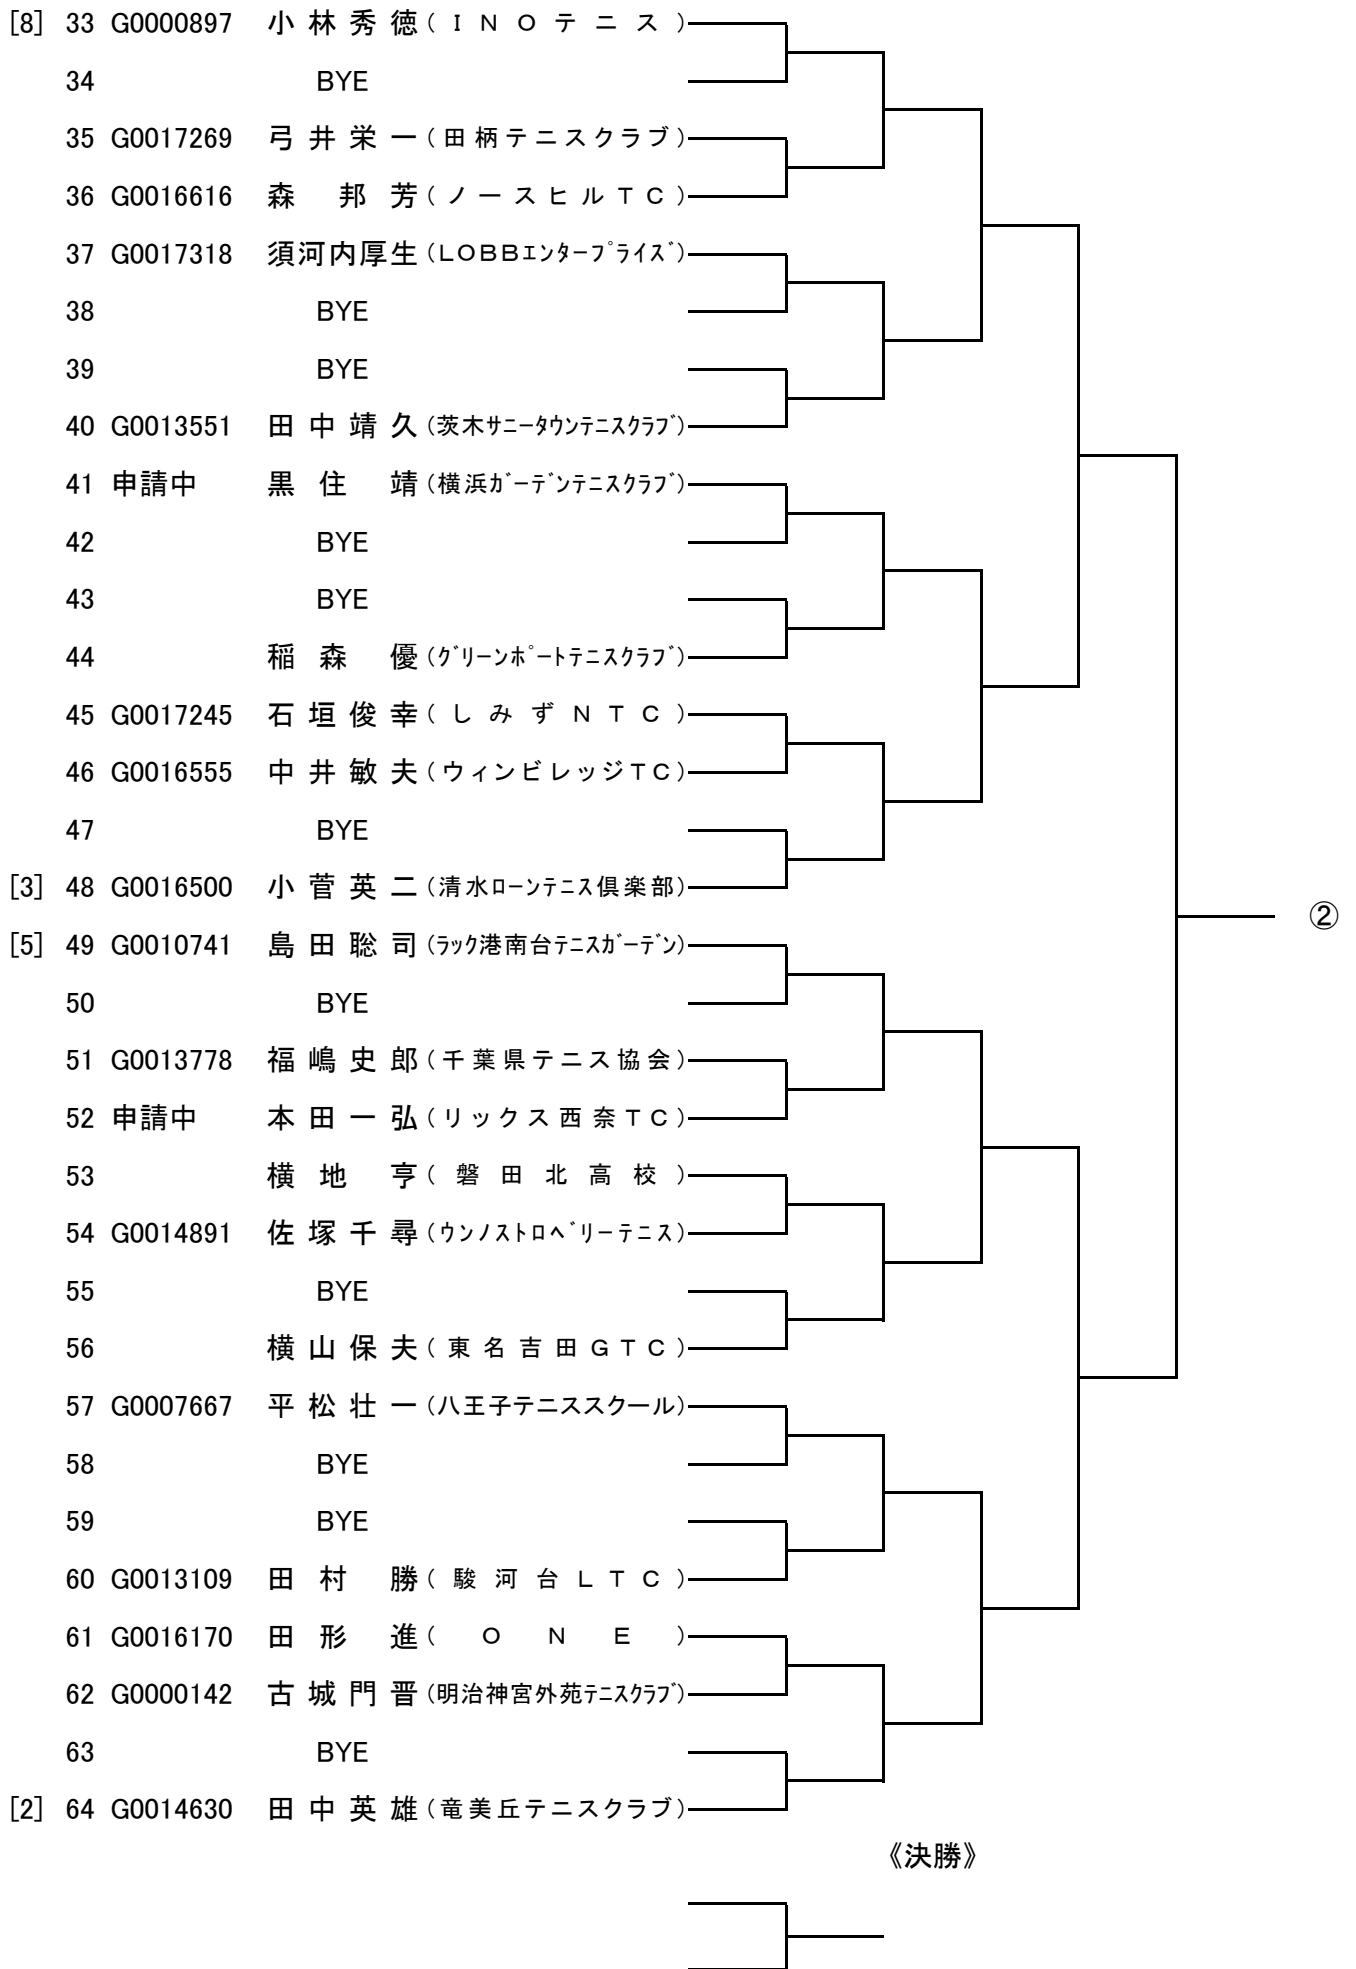 [8] 33 G0000897 小林秀徳(INOテニス)
34 BYE
35 G0017269 弓井栄一(田柄テニスクラブ)
36 G0016616 森 邦芳(ノースヒルTC)
37 G0017318 須河内厚生(LOBBエンタープライズ)
38 BYE
39 BYE
40 G0013551 田中靖久(茨木サニータウンテニスクラブ)
41 申請中 黒住 靖(横浜ガーデンテニスクラブ)
42 BYE
43 BYE
44 稲森 優(グリーンポートテニスクラブ)
45 G0017245 石垣俊幸(しみずNTC)
46 G0016555 中井敏夫(ウィンビレッジTC)
47 BYE
[3] 48 G0016500 小菅英二(清水ローンテニス倶楽部)
②
[5] 49 G0010741 島田聡司(ラック港南台テニスガーデン)
50 BYE
51 G0013778 福嶋史郎(千葉県テニス協会)
52 申請中 本田一弘(リックス西奈TC)
53 横地 亨(磐田北高校)
54 G0014891 佐塚千尋(ウンノストロベリーテニス)
55 BYE
56 横山保夫(東名吉田GTC)
57 G0007667 平松壮一(八王子テニススクール)
58 BYE
59 BYE
60 G0013109 田村 勝(駿河台LTC)
61 G0016170 田形 進(ONE)
62 G0000142 古城門晋(明治神宮外苑テニスクラブ)
63 BYE
[2] 64 G0014630 田中英雄(竜美丘テニスクラブ)
《決勝》